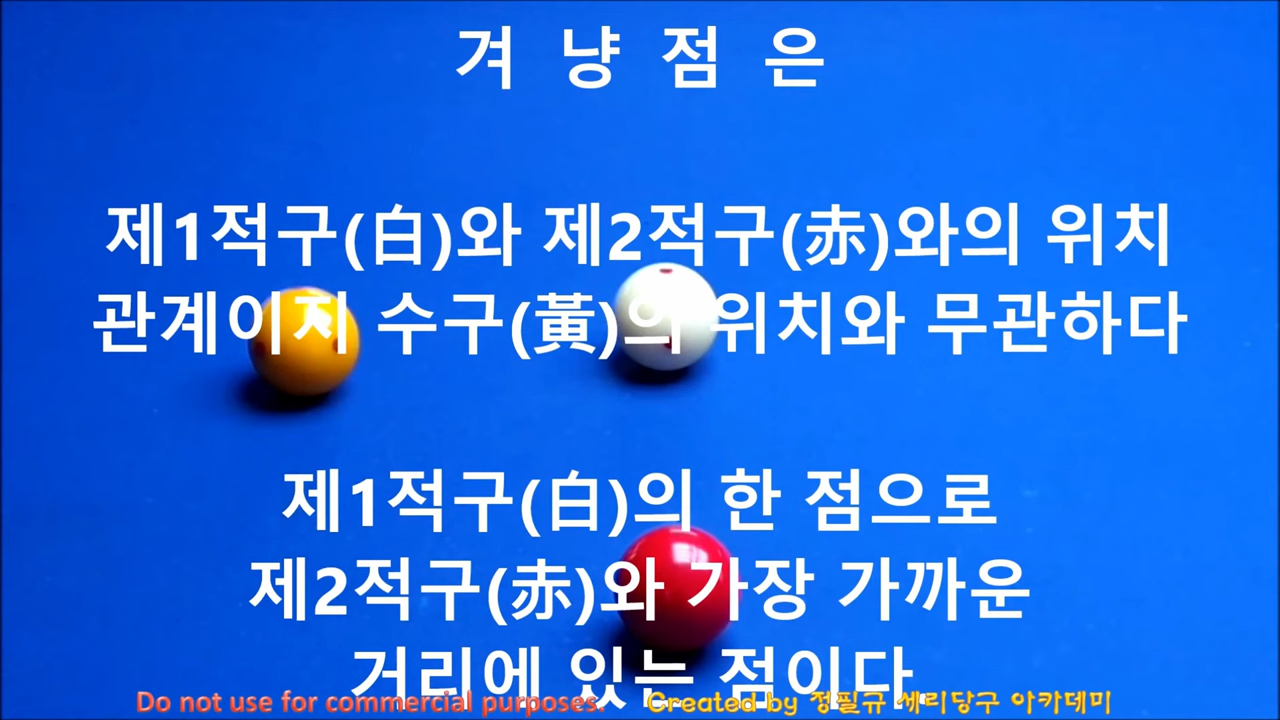 겨 냥 점 은
제1적구(白)와 제2적구(赤)와의 위치
관계이지 수구(黃)의 위치와 무관하다
제1적구(白)의 한 점으로
제2적구(赤)와 가장 가까운
거리에 있는 점이다.
Do not use for commercial purposes. Created by 정필규 세리당구 아카데미